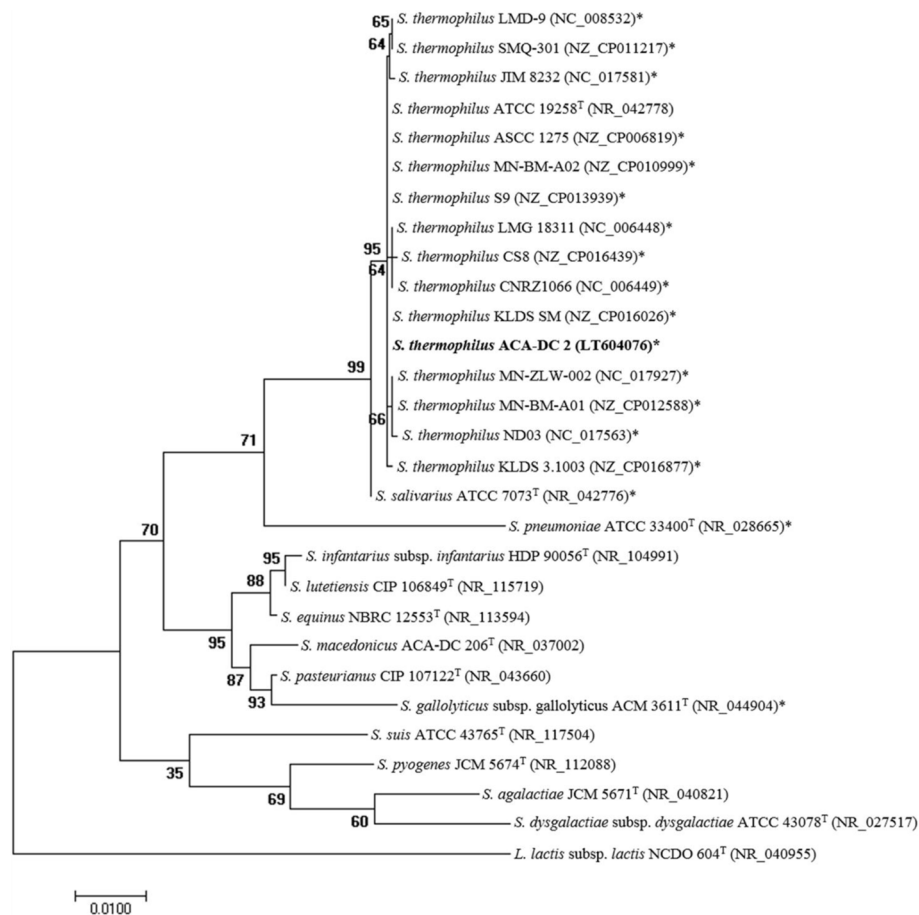 65
S. thermophilus LMD-9 (NC_008532)*
64
S. thermophilus SMQ-301 (NZ_CP011217)*
S. thermophilus JIM 8232 (NC_017581)*
S. thermophilus ATCC 19258T (NR_042778)
S. thermophilus ASCC 1275 (NZ_CP006819)*
S. thermophilus MN-BM-A02 (NZ_CP010999)*
S. thermophilus S9 (NZ_CP013939)*
S. thermophilus LMG 18311 (NC_006448)*
95
S. thermophilus CS8 (NZ_CP016439)*
64
S. thermophilus CNRZ1066 (NC_006449)*
S. thermophilus KLDS SM (NZ_CP016026)*
S. thermophilus ACA-DC 2 (LT604076)*
99
S. thermophilus MN-ZLW-002 (NC_017927)*
S. thermophilus MN-BM-A01 (NZ_CP012588)*
66
S. thermophilus ND03 (NC_017563)*
71
S. thermophilus KLDS 3.1003 (NZ_CP016877)*
S. salivarius ATCC 7073T (NR_042776)*
S. pneumoniae ATCC 33400T (NR_028665)*
70
95
S. infantarius subsp. infantarius HDP 90056T (NR_104991)
88
S. lutetiensis CIP 106849T (NR_115719)
S. equinus NBRC 12553T (NR_113594)
95
S. macedonicus ACA-DC 206T (NR_037002)
87
S. pasteurianus CIP 107122T (NR_043660)
93
S. gallolyticus subsp. gallolyticus ACM 3611T (NR_044904)*
S. suis ATCC 43765T (NR_117504)
35
S. pyogenes JCM 5674T (NR_112088)
69
S. agalactiae JCM 5671T (NR_040821)
60
S. dysgalactiae subsp. dysgalactiae ATCC 43078T (NR_027517)
L. lactis subsp. lactis NCDO 604T (NR_040955)
0.0100